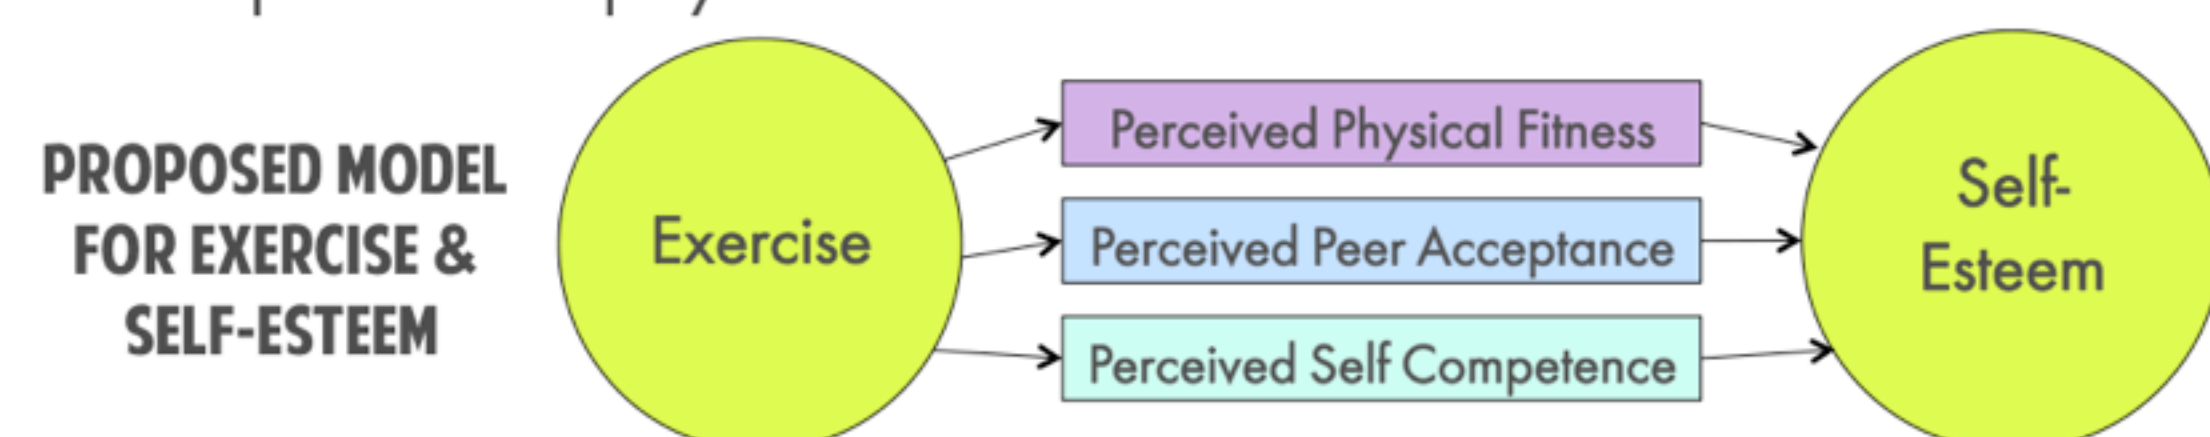 PROPOSED MODEL
FOR EXERCISE &
SELF-ESTEEM
Exercise
Perceived Physical Fitness
Perceived Peer Acceptance
Perceived Self Competence
Self-
Esteem